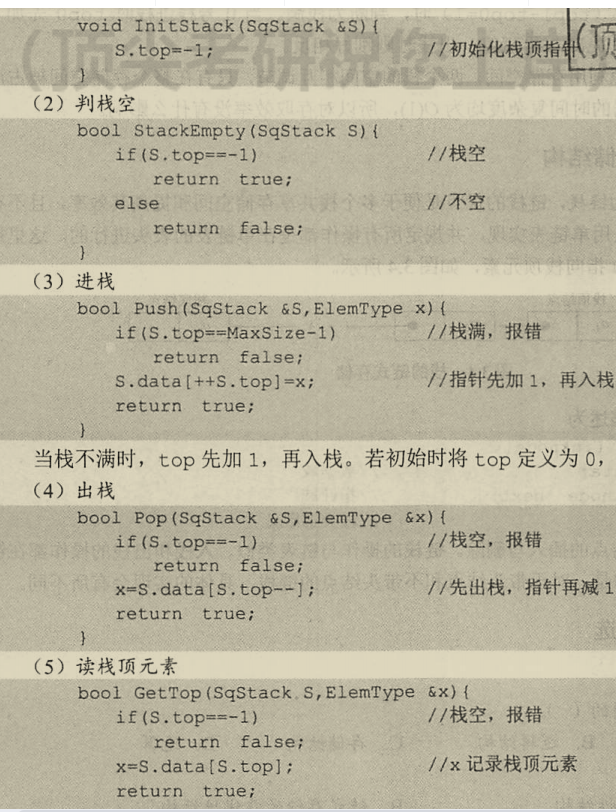 void InitStack(SqStack &S){
S.top=-1; //初始化栈顶指针
}
(2) 判栈空
bool StackEmpty(SqStack S){
if(S.top==-1) //栈空
return true;
else //不空
return false;
}
(3) 进栈
bool Push(SqStack &S,ElemType x){
if(S.top==MaxSize-1) //栈满，报错
return false;
S.data[++S.top]=x; //指针先加 1，再入栈
return true;
}
当栈不满时，top 先加 1，再入栈。若初始时将 top 定义为 0，
(4) 出栈
bool Pop(SqStack &S,ElemType &x){
if(S.top==-1) //栈空，报错
return false;
x=S.data[S.top--]; //先出栈，指针再减 1
return true;
}
(5) 读栈顶元素
bool GetTop(SqStack S,ElemType &x){
if(S.top==-1) //栈空，报错
return false;
x=S.data[S.top]; //x 记录栈顶元素
return true;